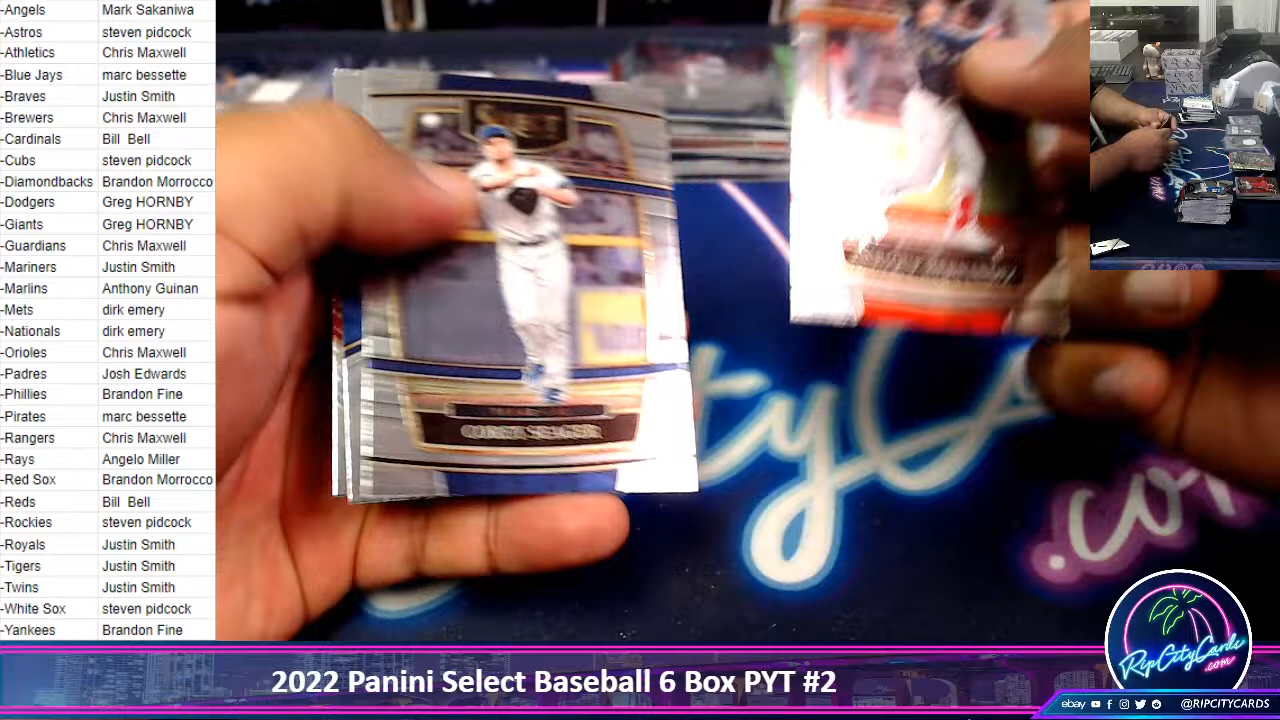 -Angels Mark Sakaniwa
-Astros steven pidcock
-Athletics Chris Maxwell
-Blue Jays marc bessette
-Braves Justin Smith
-Brewers Chris Maxwell
-Cardinals Bill Bell
-Cubs steven pidcock
-Diamondbacks Brandon Morrocco
-Dodgers Greg HORNBY
-Giants Greg HORNBY
-Guardians Chris Maxwell
-Mariners Justin Smith
-Marlins Anthony Guinan
-Mets dirk emery
-Nationals dirk emery
-Orioles Chris Maxwell
-Padres Josh Edwards
-Phillies Brandon Fine
-Pirates marc bessette
-Rangers Chris Maxwell
-Rays Angelo Miller
-Red Sox Brandon Morrocco
-Reds Bill Bell
-Rockies steven pidcock
-Royals Justin Smith
-Tigers Justin Smith
-Twins Justin Smith
-White Sox steven pidcock
-Yankees Brandon Fine
COREY SEAGER
.co
RipCityCards
.com
2022 Panini Select Baseball 6 Box PYT #2
ebay @RIPCITYCARDS